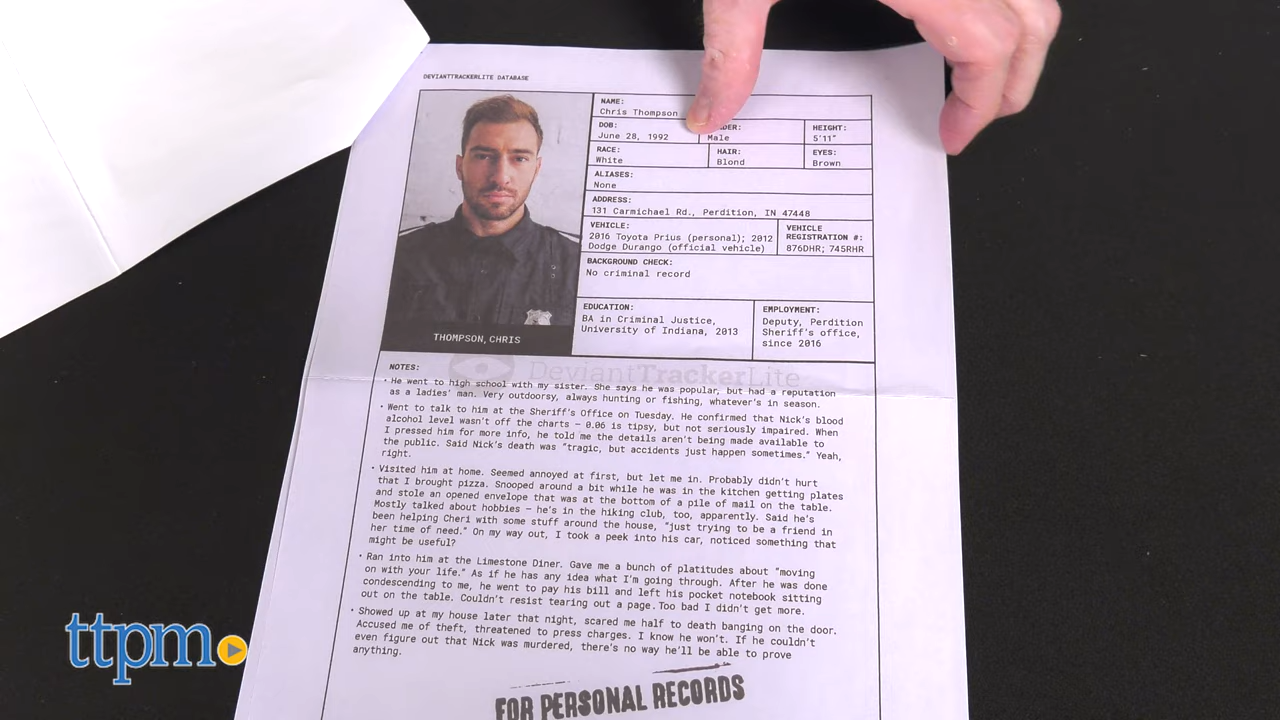 DEVIANTTRACKERLITE DATABASE
NAME:
Chris Thompson
DOB:
June 28, 1992
Male
HEIGHT:
5'11"
RACE:
White
HAIR:
Blond
EYES:
Brown
ALIASES:
None
ADDRESS:
131 Carmichael Rd., Perdition, IN 47448
VEHICLE:
2016 Toyota Prius (personal); 2012
Dodge Durango (official vehicle)
VEHICLE
REGISTRATION #:
876DHR; 745RHR
BACKGROUND CHECK:
No criminal record
EDUCATION:
BA in Criminal Justice,
University of Indiana, 2013
EMPLOYMENT:
Deputy, Perdition
Sheriff's office,
since 2016
THOMPSON, CHRIS
DeviantTrackerLite
NOTES:
• He went to high school with my sister. She says he was popular, but had a reputation
as a ladies' man. Very outdoorsy, always hunting or fishing, whatever's in season.
• Went to talk to him at the Sheriff's Office on Tuesday. He confirmed that Nick's blood
alcohol level wasn't off the charts – 0.06 is tipsy, but not seriously impaired. When
I pressed him for more info, he told me the details aren't being made available to
the public. Said Nick's death was "tragic, but accidents just happen sometimes." Yeah,
right.
• Visited him at home. Seemed annoyed at first, but let me in. Probably didn't hurt
that I brought pizza. Snooped around a bit while he was in the kitchen getting plates
and stole an opened envelope that was at the bottom of a pile of mail on the table.
Mostly talked about hobbies – he's in the hiking club, too, apparently. Said he's
been helping Cheri with some stuff around the house, "just trying to be a friend in
her time of need." On my way out, I took a peek into his car, noticed something that
might be useful?
• Ran into him at the Limestone Diner. Gave me a bunch of platitudes about "moving
on with your life." As if he has any idea what I'm going through. After he was done
condescending to me, he went to pay his bill and left his pocket notebook sitting
out on the table. Couldn't resist tearing out a page. Too bad I didn't get more.
• Showed up at my house later that night, scared me half to death banging on the door.
Accused me of theft, threatened to press charges. I know he won't. If he couldn't
even figure out that Nick was murdered, there's no way he'll be able to prove
anything.
FOR PERSONAL RECORDS
ttpm